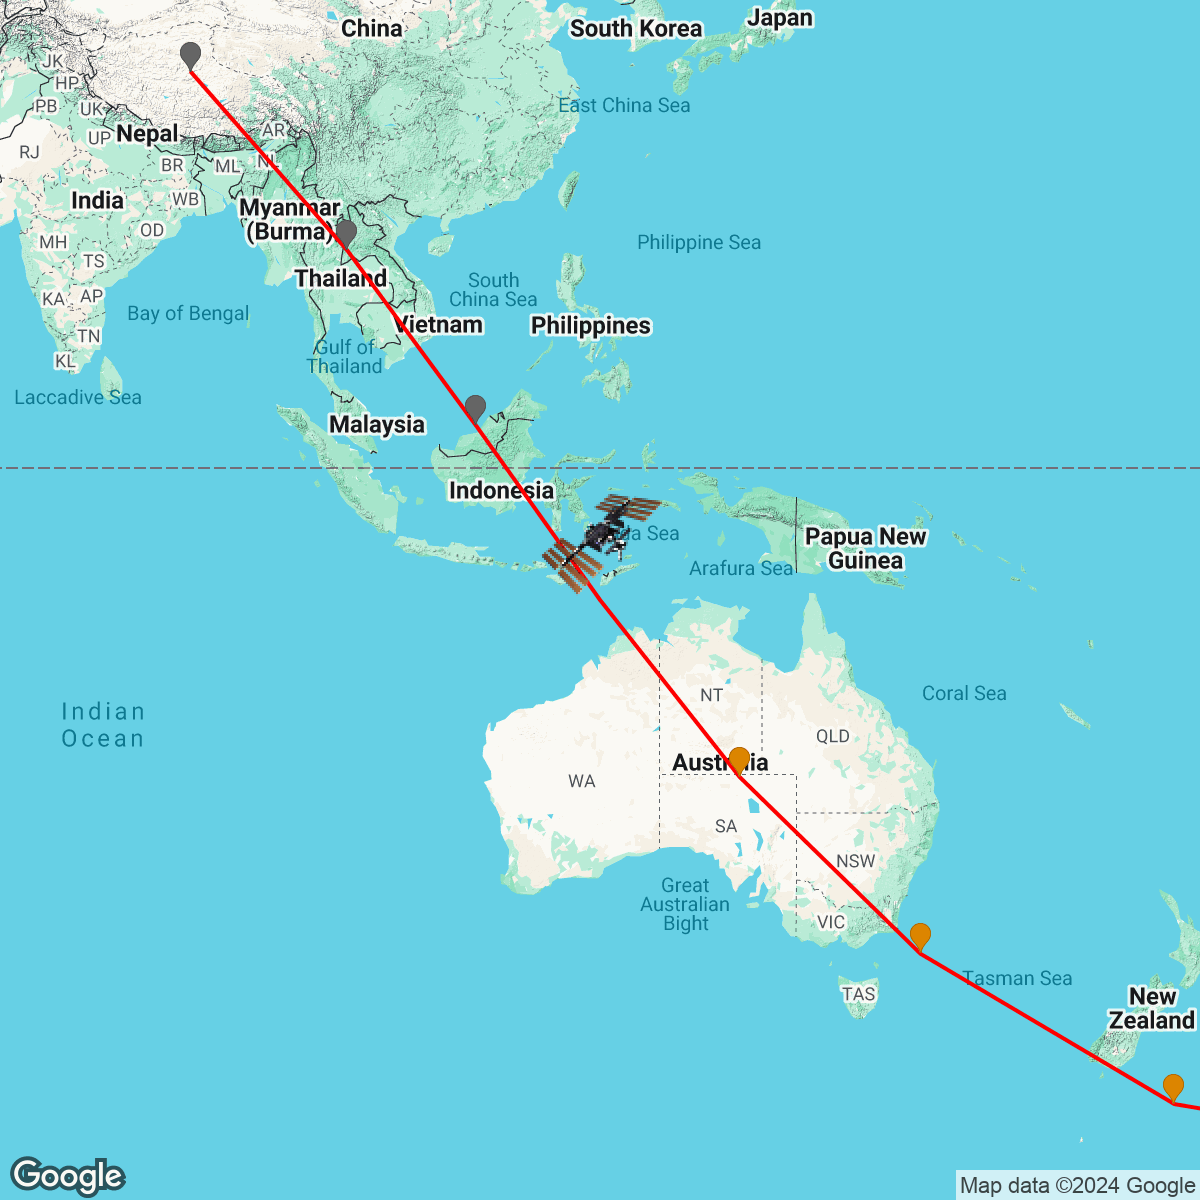 China
South Korea
Japan
JK
HP
PB
UK
East China Sea
Nepal
UP
AR
RJ
BR
ML
NL
India
WB
Myanmar
(Burma)
OD
MH
TS
Philippine Sea
Thailand
South
China Sea
KA
AP
Bay of Bengal
Vietnam
Philippines
TN
Gulf of
Thailand
KL
Laccadive Sea
Malaysia
Indonesia
Sea
Papua New
Guinea
Arafura Sea
Indian
Ocean
NT
Coral Sea
QLD
Australia
WA
SA
NSW
Great
Australian
Bight
VIC
Tasman Sea
TAS
New
Zealand
Google
Map data ©2024 Google